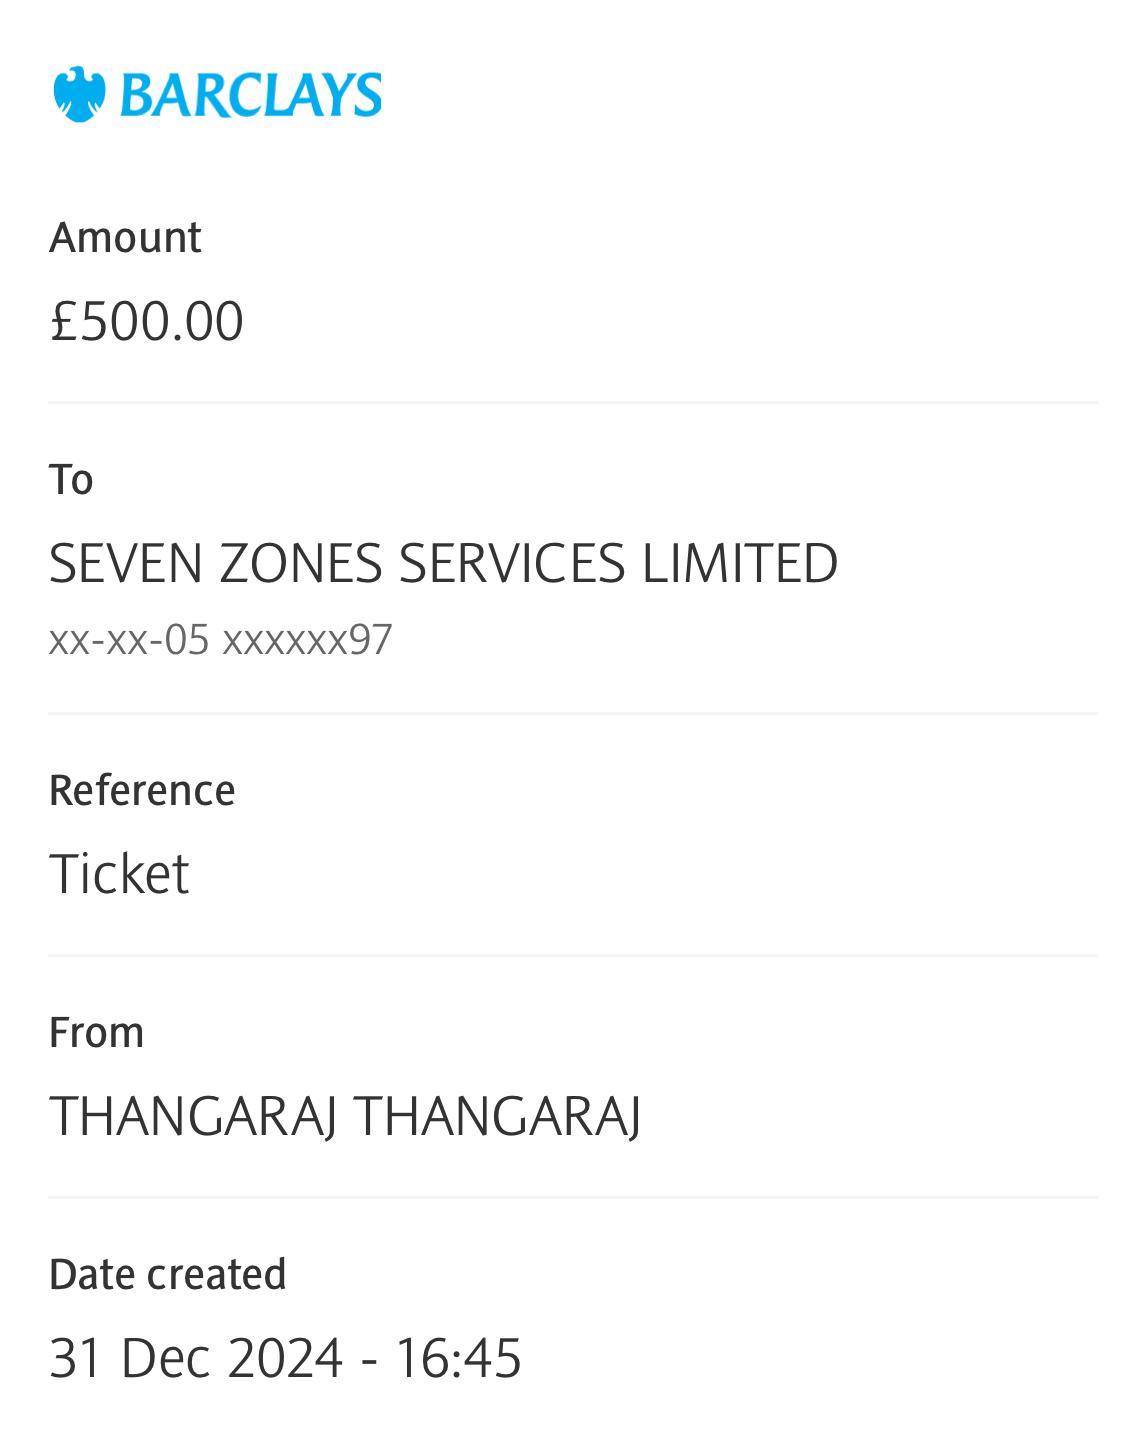 BARCLAYS
Amount
£500.00
To
SEVEN ZONES SERVICES LIMITED
xx-xx-05 xxxxxx97
Reference
Ticket
From
THANGARAJ THANGARAJ
Date created
31 Dec 2024 - 16:45